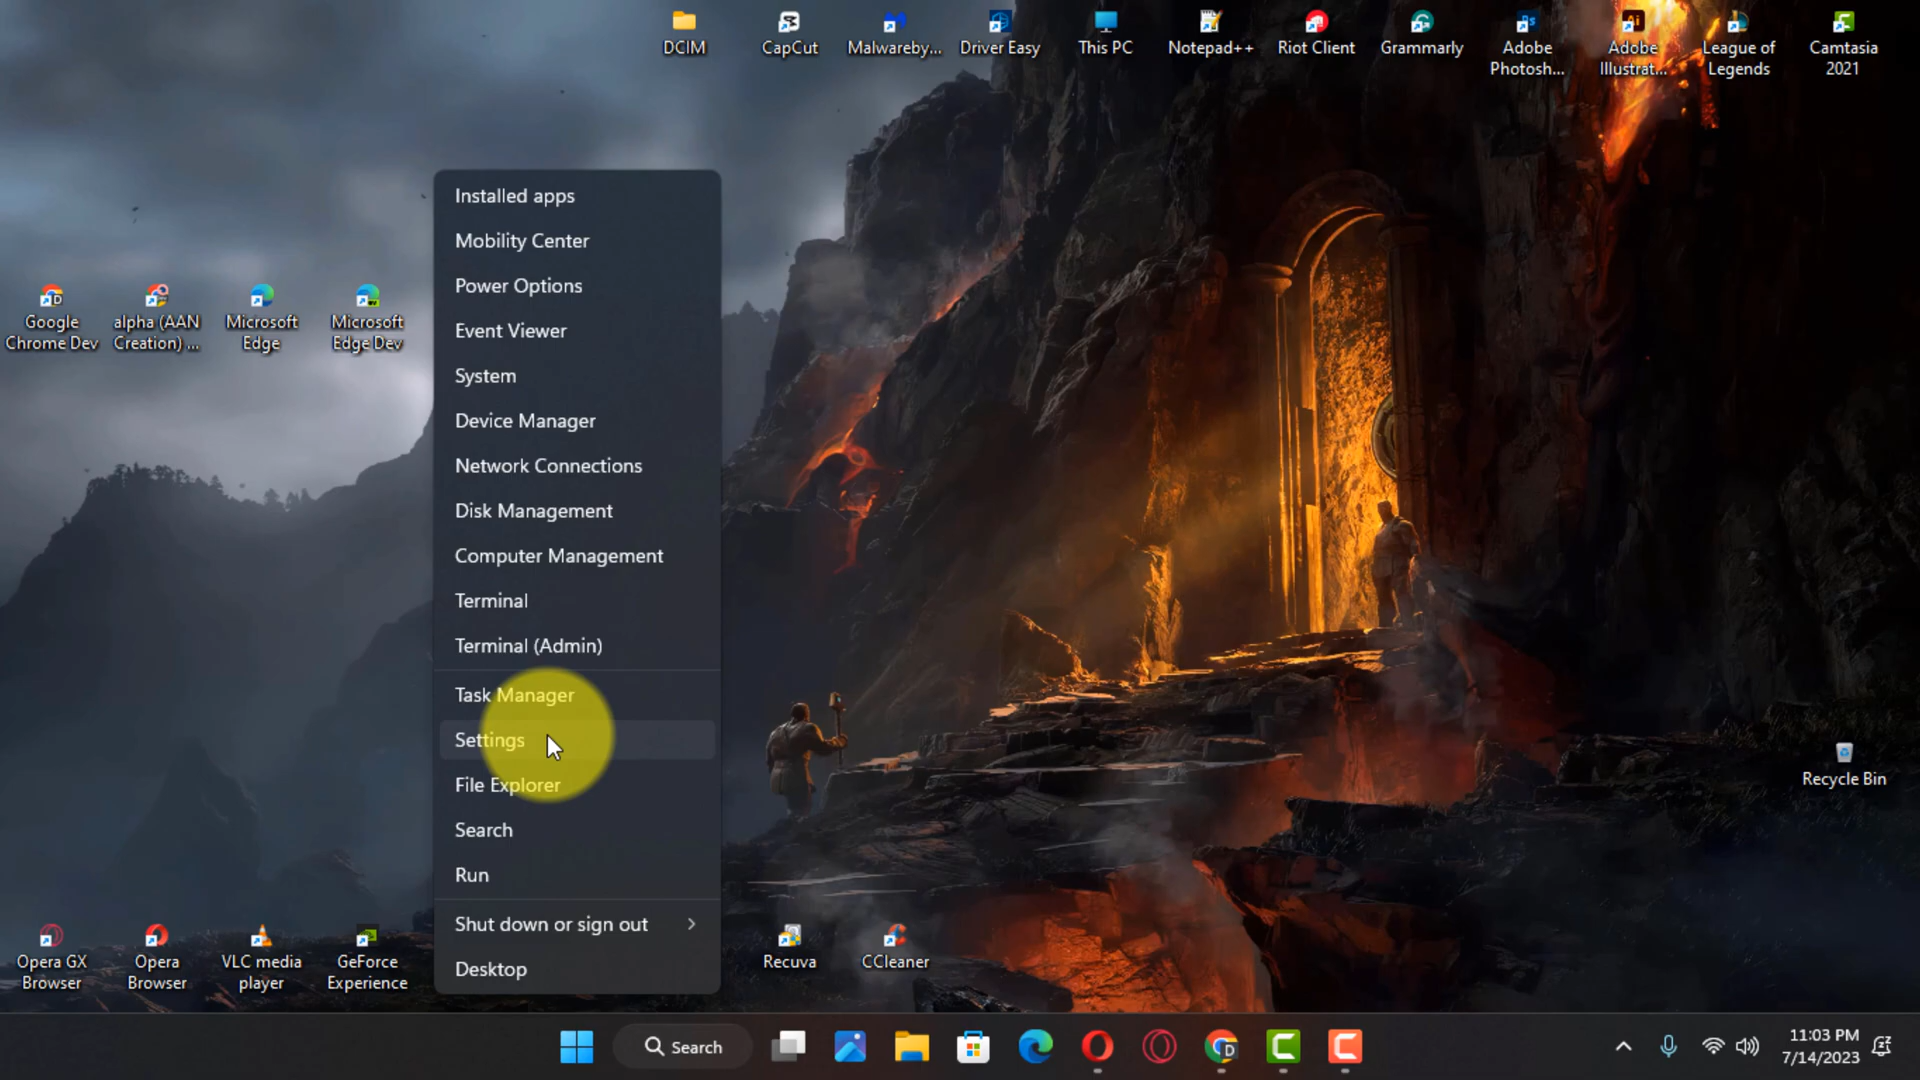 DCIM
CapCut
Malwareby...
Driver Easy
This PC
Notepad++
Riot Client
Grammarly
Adobe
Photosh...
Adobe
Illustrat...
League of
Legends
Camtasia
2021
Google
Chrome Dev
alpha (AAN
Creation) ...
Microsoft
Edge
Microsoft
Edge Dev
Installed apps
Mobility Center
Power Options
Event Viewer
System
Device Manager
Network Connections
Disk Management
Computer Management
Terminal
Terminal (Admin)
Task Manager
Settings
File Explorer
Search
Run
Shut down or sign out
Desktop
Recycle Bin
Opera GX
Browser
Opera
Browser
VLC media
player
GeForce
Experience
Recuva
CCleaner
Search
11:03 PM
7/14/2023